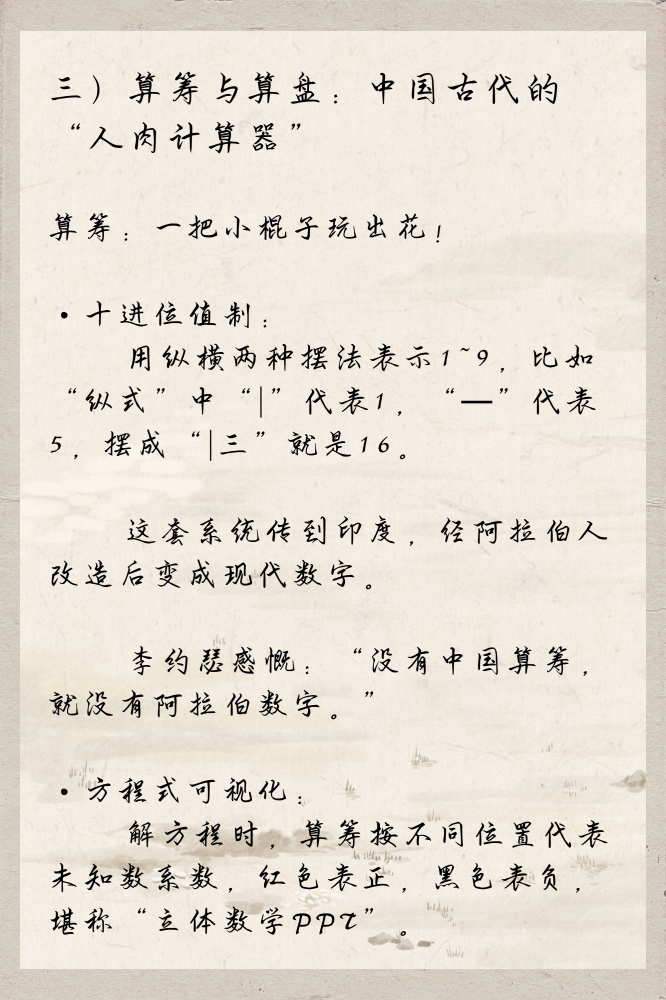 三）算筹与算盘：中国古代的
“人肉计算器”
算筹：一把小棍子玩出花！
·十进位值制：
用纵横两种摆法表示1~9，比如
“纵式”中“|”代表1，“—”代表
5，摆成“|三”就是16。
这套系统传到印度，经阿拉伯人
改造后变成现代数字。
李约瑟感慨：“没有中国算筹，
就没有阿拉伯数字。”
·方程式可视化：
解方程时，算筹按不同位置代表
未知数系数，红色表正，黑色表负，
堪称“立体数学PPT”。